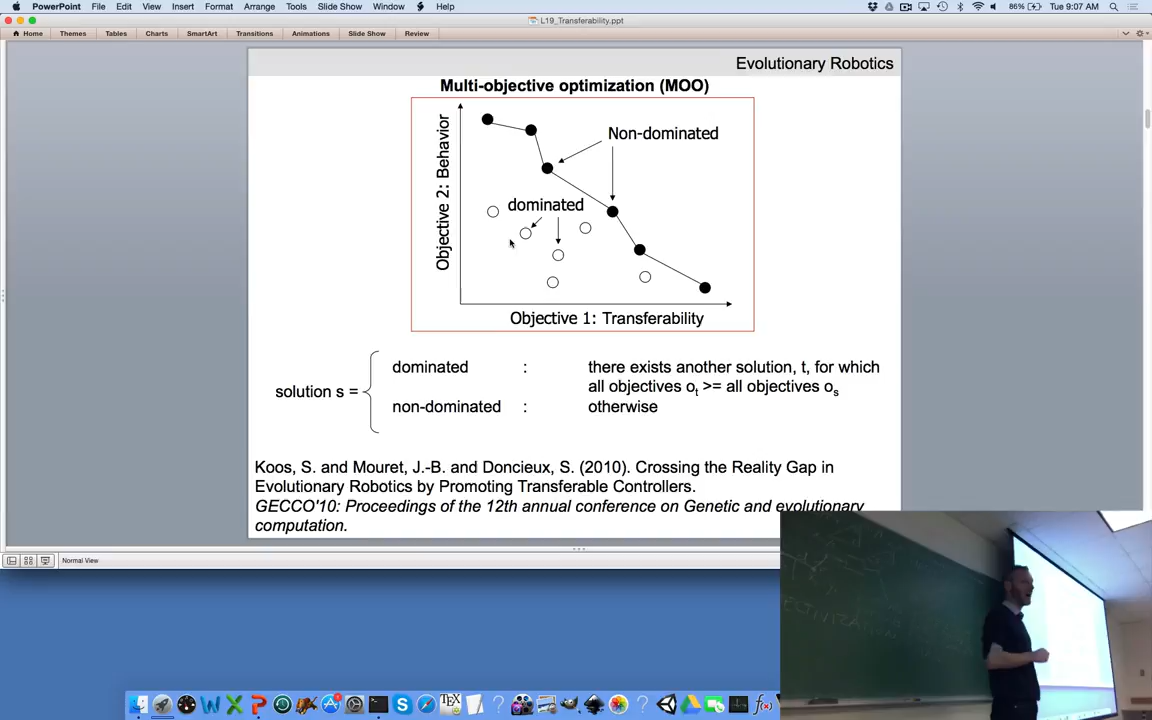 PowerPoint File Edit View Insert Format Arrange Tools Slide Show Window Help 86% Tue 9:07 AM
L19_Transferability.ppt
Home Themes Tables Charts SmartArt Transitions Animations Slide Show Review
Evolutionary Robotics
Multi-objective optimization (MOO)
Objective 2: Behavior
Non-dominated
dominated
Objective 1: Transferability
solution s =
dominated : there exists another solution, t, for which
all objectives ot >= all objectives os
non-dominated : otherwise
Koos, S. and Mouret, J.-B. and Doncieux, S. (2010). Crossing the Reality Gap in
Evolutionary Robotics by Promoting Transferable Controllers.
GECCO'10: Proceedings of the 12th annual conference on Genetic and evolutionary
computation.
Normal View